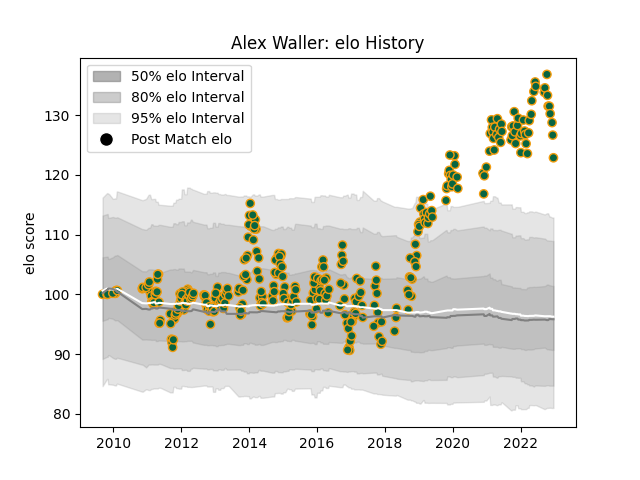 Alex Waller: elo History
50% elo Interval
80% elo Interval
95% elo Interval
Post Match elo
elo score
130
120
110
100
90
80
2010 2012 2014 2016 2018 2020 2022